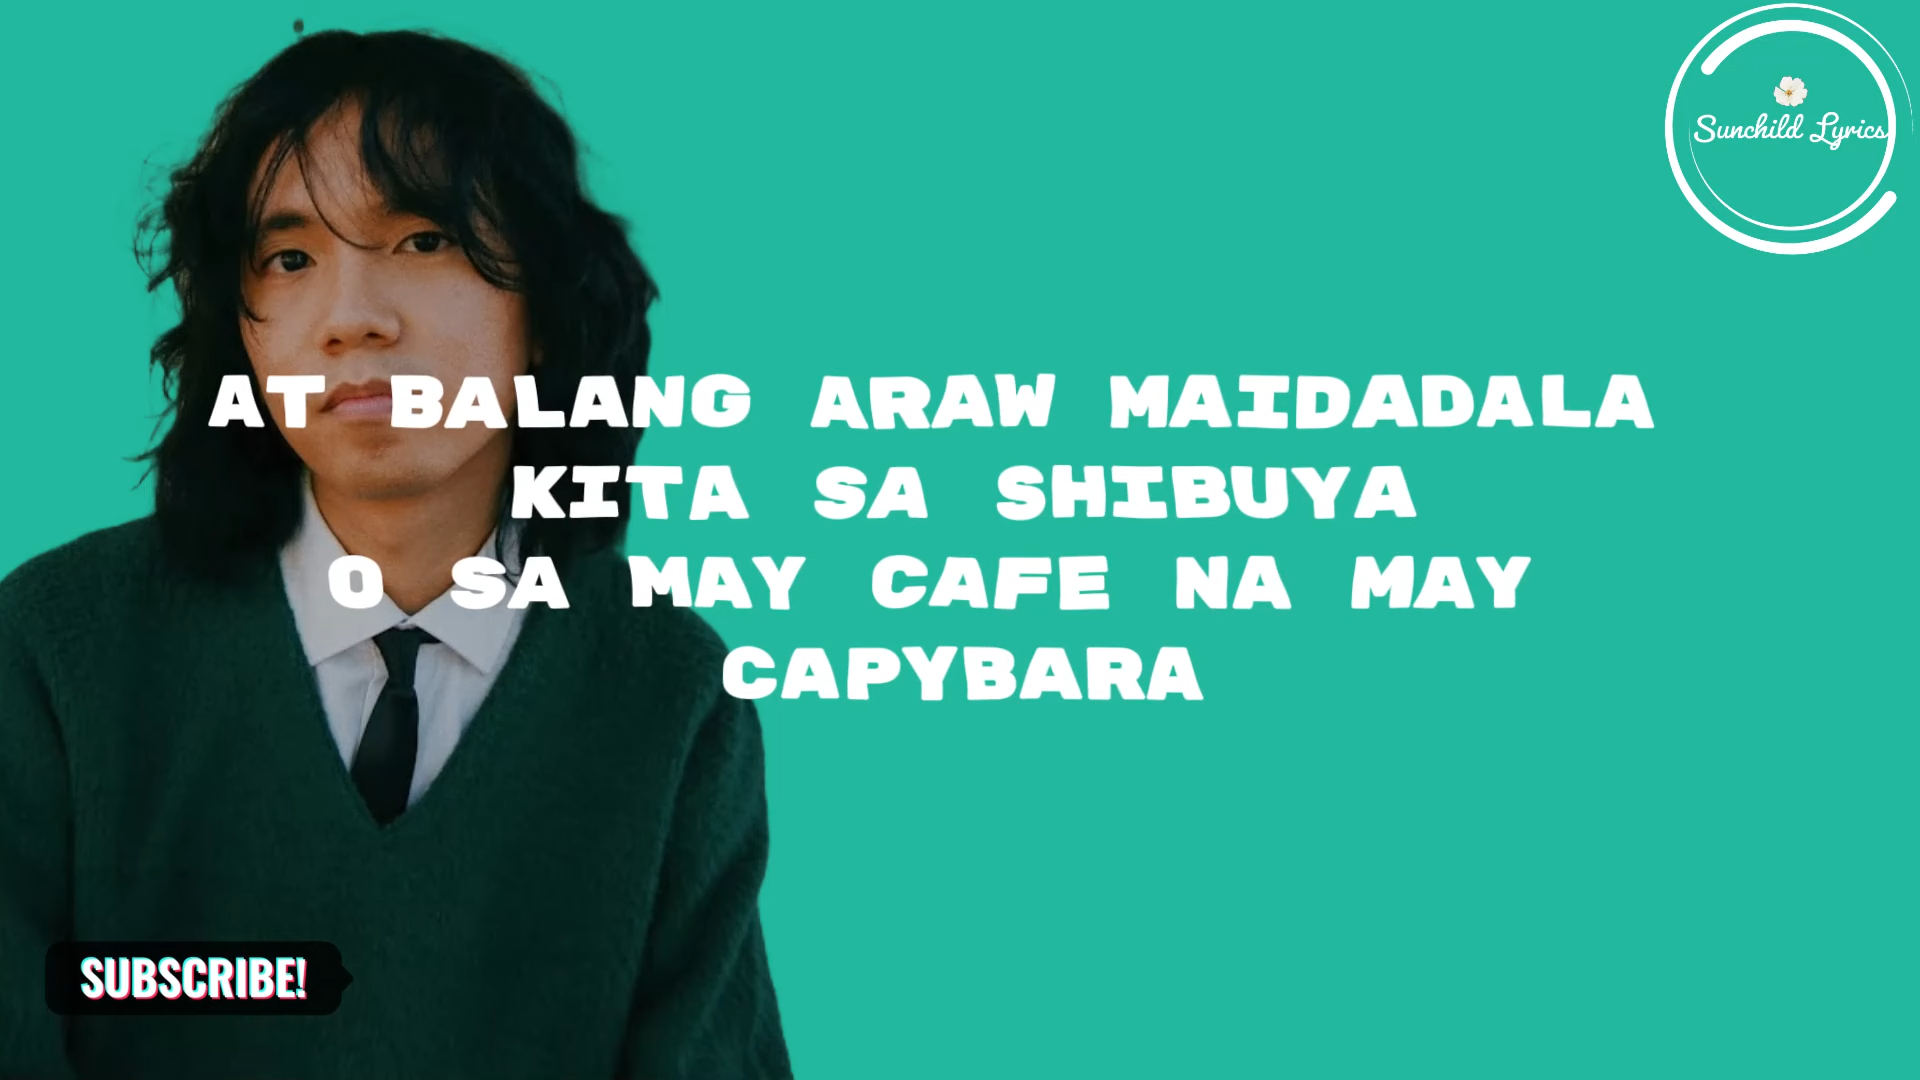 Sunchild Lyrics
AT BALANG ARAW MAIDADALA
KITA SA SHIBUYA
O SA MAY CAFE NA MAY
CAPYBARA
SUBSCRIBE!